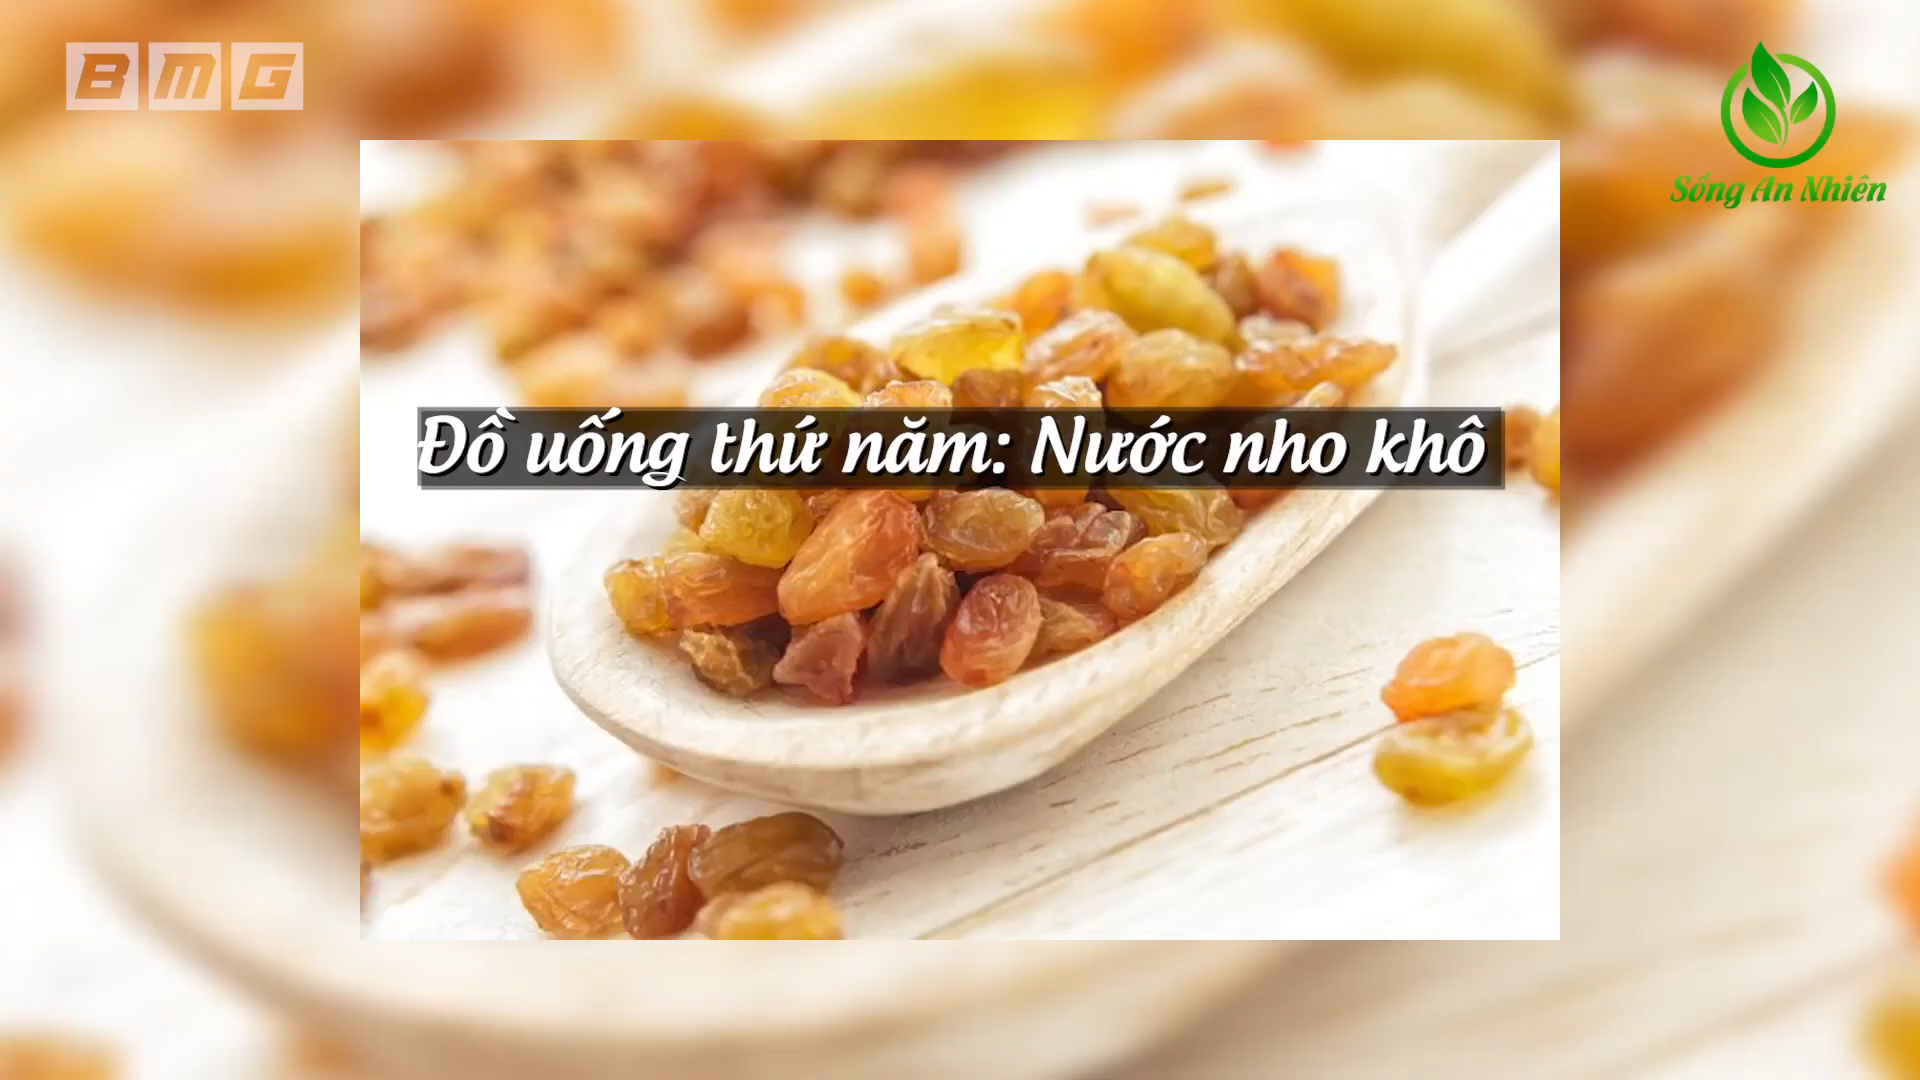 BMG
Sống An Nhiên
Đồ uống thứ năm: Nước nho khô